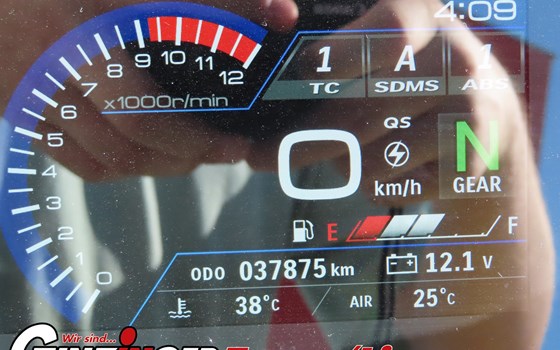 4:09
1 A 1
TC SDMS ABS
0 1 2 3 4 5 6 7 8 9 10 11 12
x1000r/min
0
QS
km/h
N
GEAR
E F
ODO 037875 km 12.1 V
38°C AIR 25°C
Wir sind...